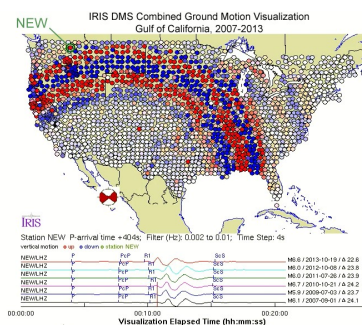 IRIS DMS Combined Ground Motion Visualization
NEW
Gulf of California, 2007-2013
IRIS
Station NEW P-arrival time +404s; Filter (Hz): 0.002 to 0.01; Time Step: 4s
vertical motion up down station NEW
NEW/LHZ P PcP R1 ScS M6.6 / 2013-10-19 / Δ 22.6
NEW/LHZ P PcP R1 ScS M6.0 / 2012-10-08 / Δ 23.8
NEW/LHZ P PcP R1 ScS M6.0 / 2011-07-26 / Δ 23.9
NEW/LHZ P PcP R1 ScS M6.7 / 2010-10-21 / Δ 24.2
NEW/LHZ P PcP R1 ScS M5.9 / 2009-07-03 / Δ 23.7
NEW/LHZ P PcP R1 ScS M6.1 / 2007-09-01 / Δ 24.1
00:00:00 00:10:00 00:20:00
Visualization Elapsed Time (hh:mm:ss)